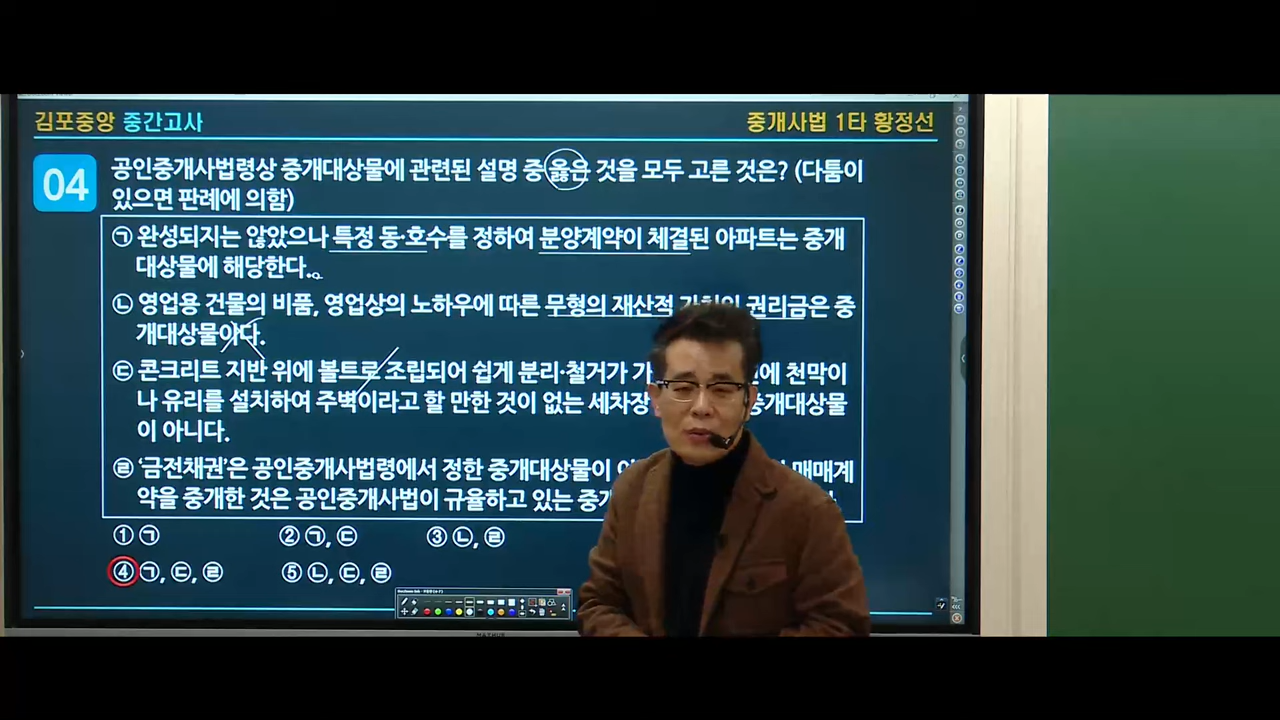 김포중앙 중간고사
중개사법 1타 황정선
04
공인중개사법령상 중개대상물에 관련된 설명 중 옳은 것을 모두 고른 것은? (다툼이
있으면 판례에 의함)
㉠ 완성되지는 않았으나 특정 동·호수를 정하여 분양계약이 체결된 아파트는 중개
대상물에 해당한다.
㉡ 영업용 건물의 비품, 영업상의 노하우에 따른 무형의 재산적 권리금은 중
개대상물이다.
㉢ 콘크리트 지반 위에 볼트로 조립되어 쉽게 분리·철거가 천막이
나 유리를 설치하여 주벽이라고 할 만한 것이 없는 세차장 중개대상물
이 아니다.
㉣ '금전채권'은 공인중개사법령에서 정한 중개대상물이 매매계
약을 중개한 것은 공인중개사법이 규율하고 있는
① ㉠
② ㉠, ㉢
③ ㉡, ㉣
④ ㉠, ㉢, ㉣
⑤ ㉡, ㉢, ㉣